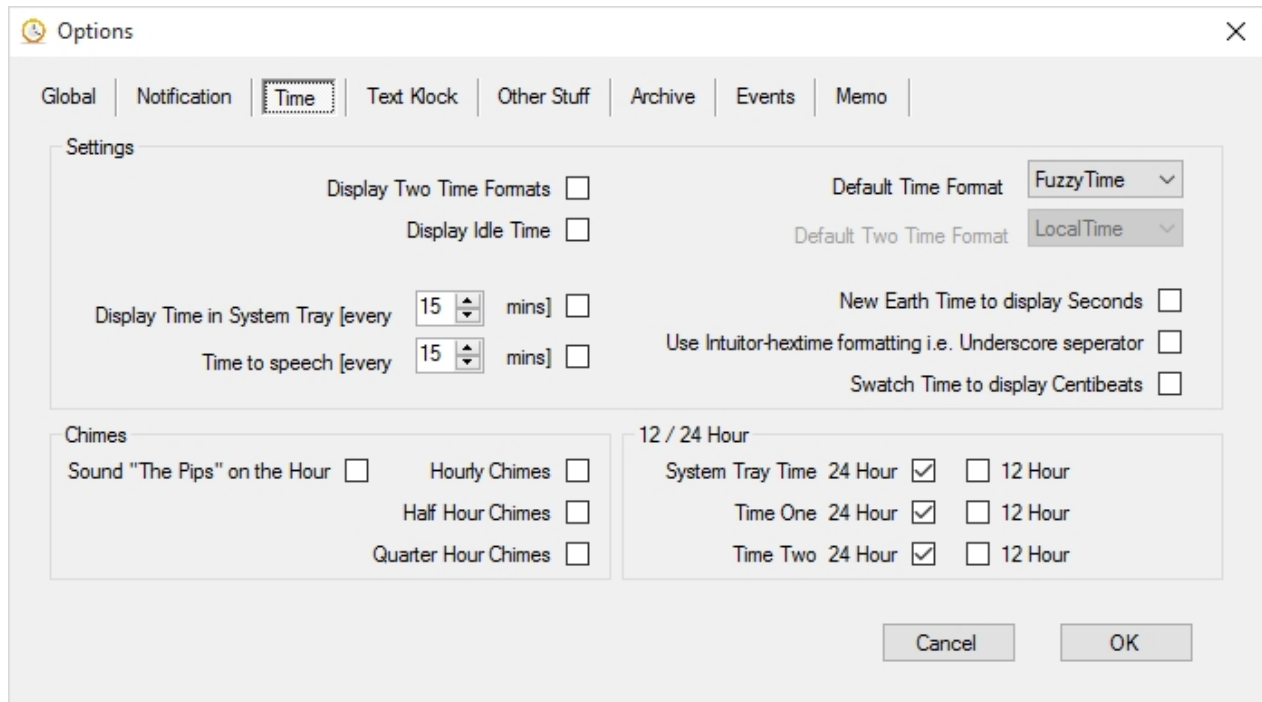 Options
Global Notification Time Text Klock Other Stuff Archive Events Memo
Settings
Display Two Time Formats
Default Time Format FuzzyTime
Display Idle Time
Default Two Time Format LocalTime
Display Time in System Tray [every 15 mins]
New Earth Time to display Seconds
Use Intuitor-hextime formatting i.e. Underscore seperator
Time to speech [every 15 mins]
Swatch Time to display Centibeats
Chimes
Sound "The Pips" on the Hour Hourly Chimes
Half Hour Chimes
Quarter Hour Chimes
12 / 24 Hour
System Tray Time 24 Hour 12 Hour
Time One 24 Hour 12 Hour
Time Two 24 Hour 12 Hour
Cancel OK